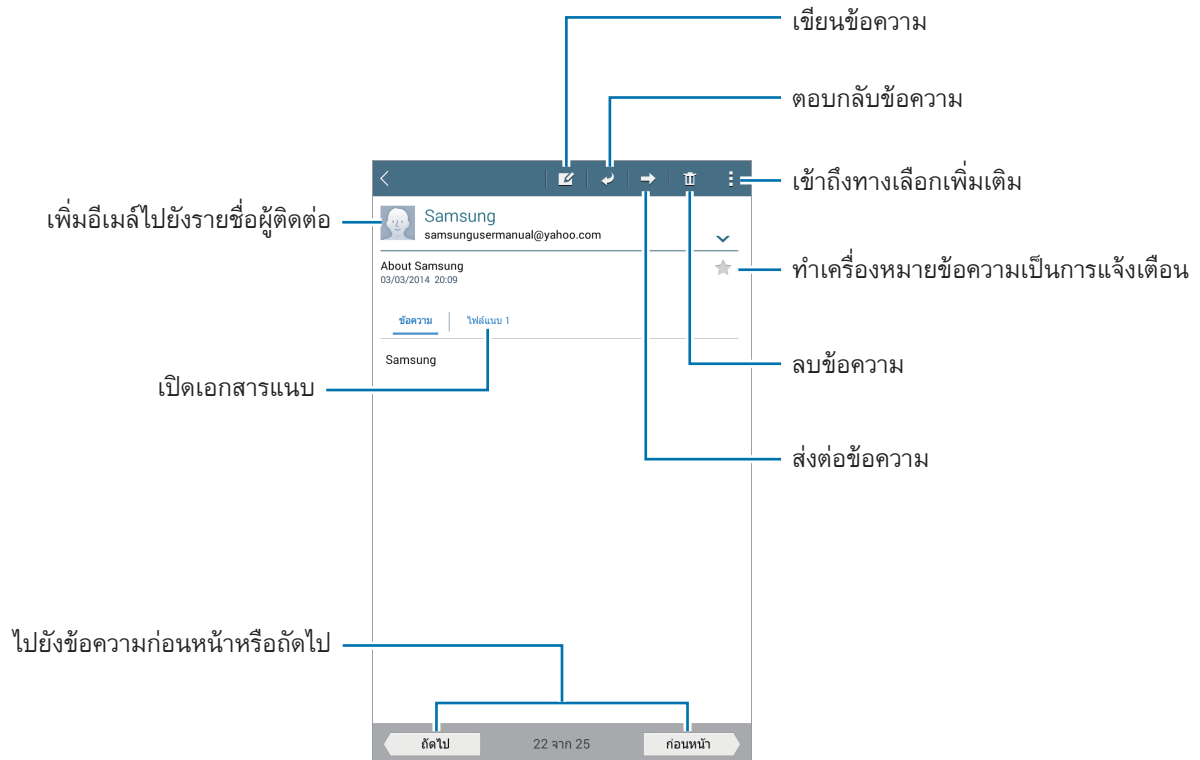 เขียนข้อความ
ตอบกลับข้อความ
เข้าถึงทางเลือกเพิ่มเติม
เพิ่มอีเมล์ไปยังรายชื่อผู้ติดต่อ
Samsung
samsungusermanual@yahoo.com
About Samsung
03/03/2014 20:09
ทำเครื่องหมายข้อความเป็นการแจ้งเตือน
ข้อความ ไฟล์แนบ 1
Samsung
ลบข้อความ
เปิดเอกสารแนบ
ส่งต่อข้อความ
ไปยังข้อความก่อนหน้าหรือถัดไป
ถัดไป 22 จาก 25 ก่อนหน้า